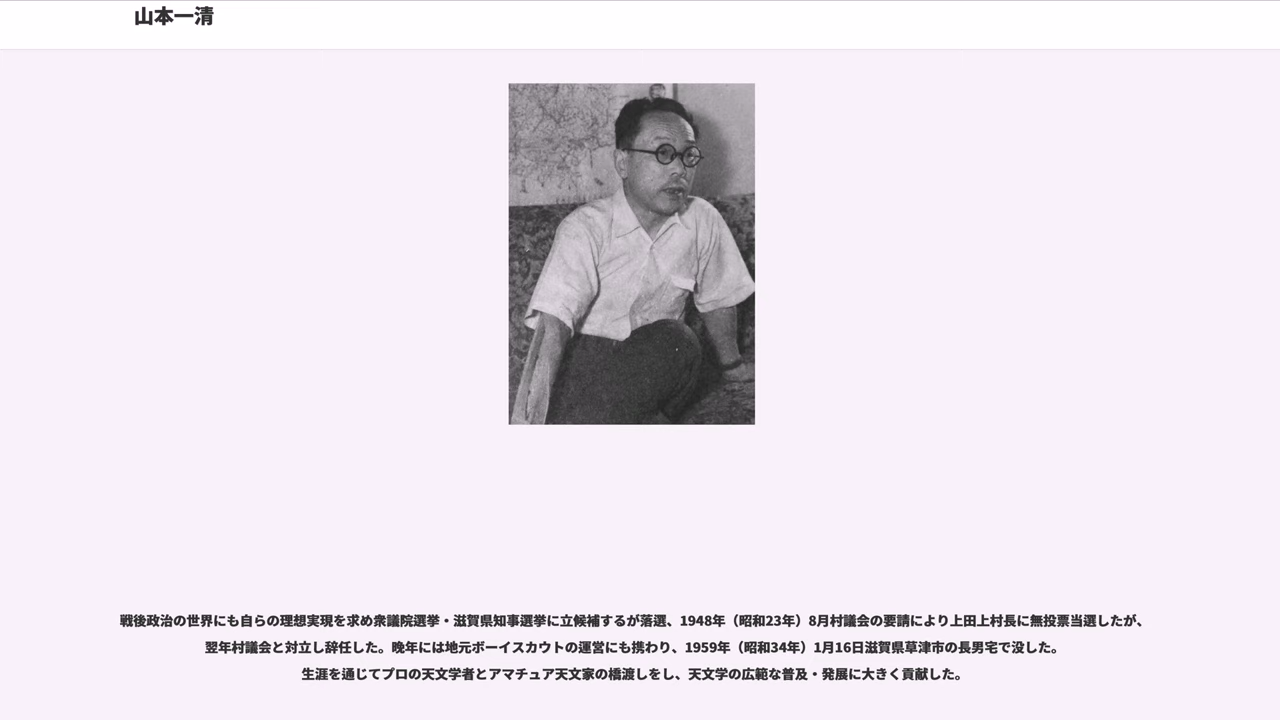 山本一清
戦後政治の世界にも自らの理想実現を求め衆議院選挙・滋賀県知事選挙に立候補するが落選、1948年（昭和23年）8月村議会の要請により上田上村長に無投票当選したが、
翌年村議会と対立し辞任した。晩年には地元ボーイスカウトの運営にも携わり、1959年（昭和34年）1月16日滋賀県草津市の長男宅で没した。
生涯を通じてプロの天文学者とアマチュア天文家の橋渡しをし、天文学の広範な普及・発展に大きく貢献した。